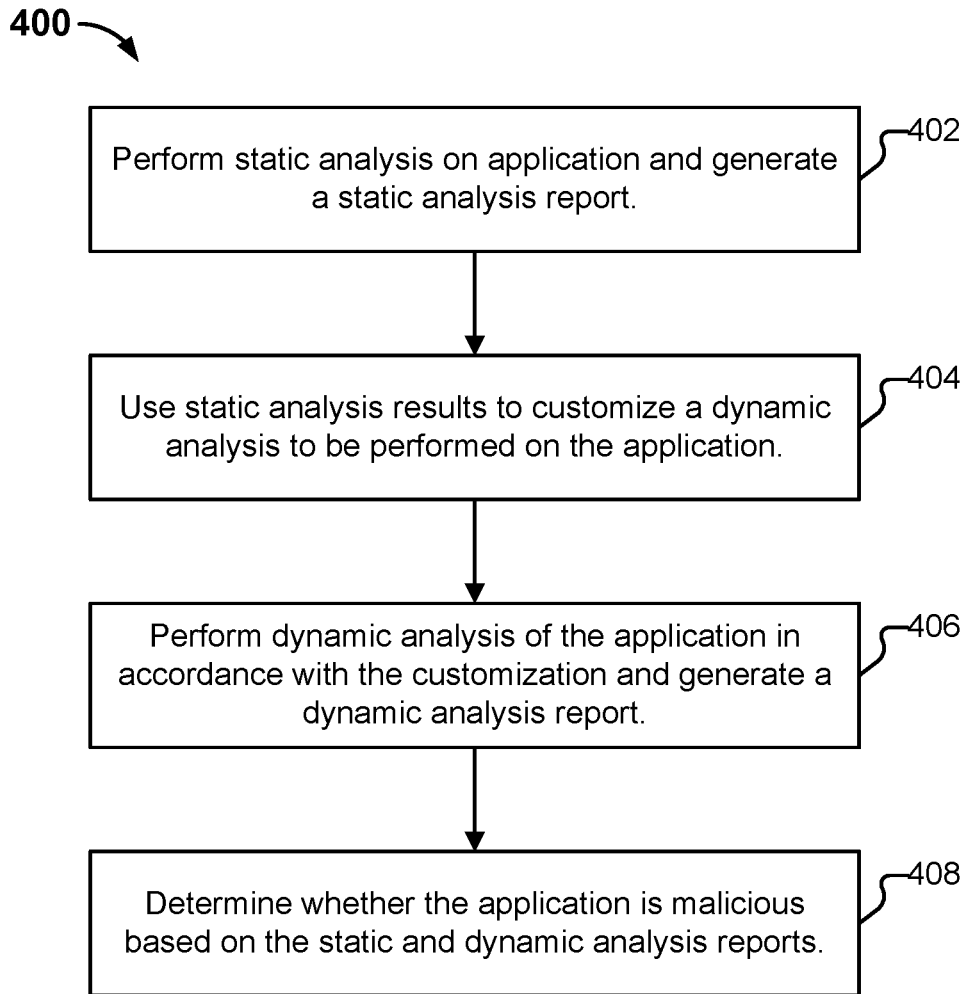 400
402
Perform static analysis on application and generate
a static analysis report.
404
Use static analysis results to customize a dynamic
analysis to be performed on the application.
406
Perform dynamic analysis of the application in
accordance with the customization and generate a
dynamic analysis report.
408
Determine whether the application is malicious
based on the static and dynamic analysis reports.